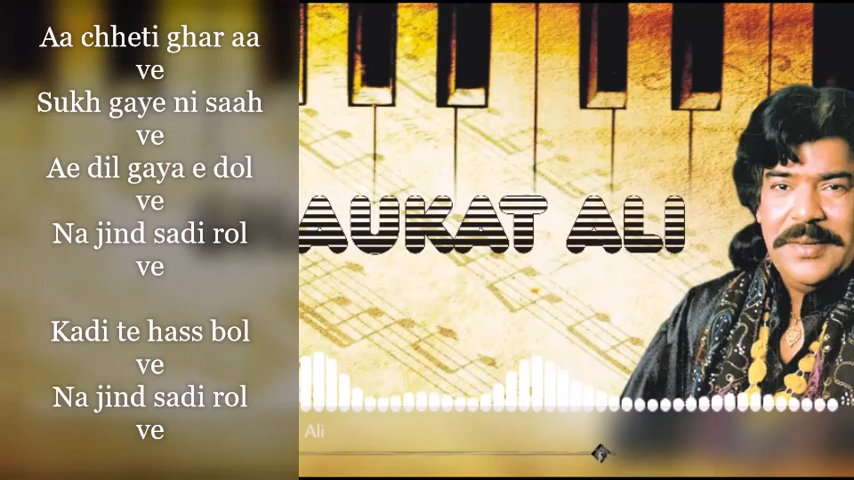 Aa chheti ghar aa
ve
Sukh gaye ni saah
ve
Ae dil gaya e dol
ve
Na jind sadi rol
ve
Kadi te hass bol
ve
Na jind sadi rol
ve
AUKAT ALI
Ali